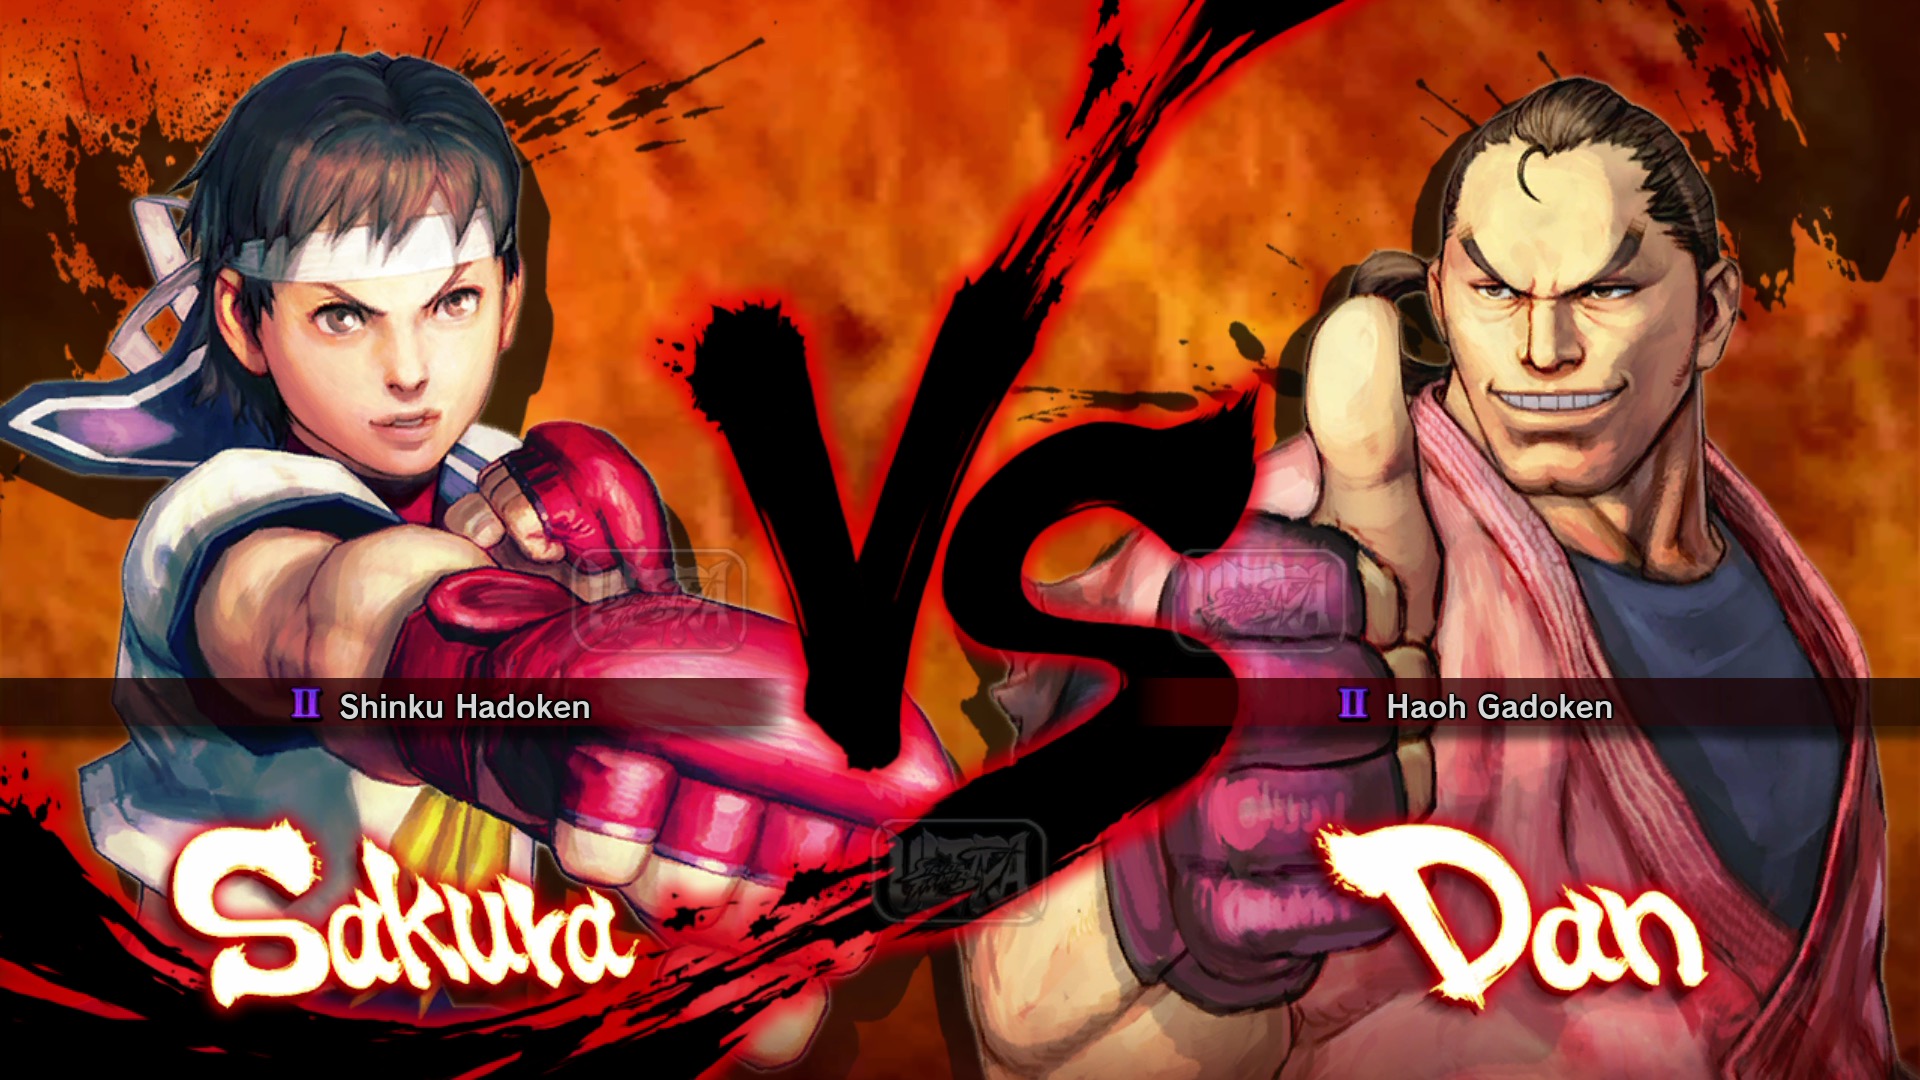 VS
II Shinku Hadoken
II Haoh Gadoken
Sakura
Dan